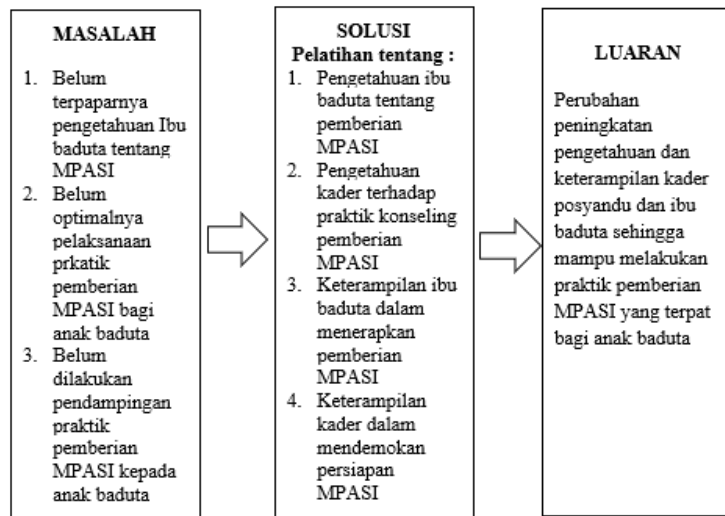 MASALAH
1. Belum
terpaparnya
pengetahuan Ibu
baduta tentang
MPASI
2. Belum
optimalnya
pelaksanaan
prkatik
pemberian
MPASI bagi
anak baduta
3. Belum
dilakukan
pendampingan
praktik
pemberian
MPASI kepada
anak baduta
SOLUSI
Pelatihan tentang :
1. Pengetahuan ibu
baduta tentang
pemberian
MPASI
2. Pengetahuan
kader terhadap
praktik konseling
pemberian
MPASI
3. Keterampilan ibu
baduta dalam
menerapkan
pemberian
MPASI
4. Keterampilan
kader dalam
mendemokan
persiapan
MPASI
LUARAN
Perubahan
peningkatan
pengetahuan dan
keterampilan kader
posyandu dan ibu
baduta sehingga
mampu melakukan
praktik pemberian
MPASI yang terpat
bagi anak baduta